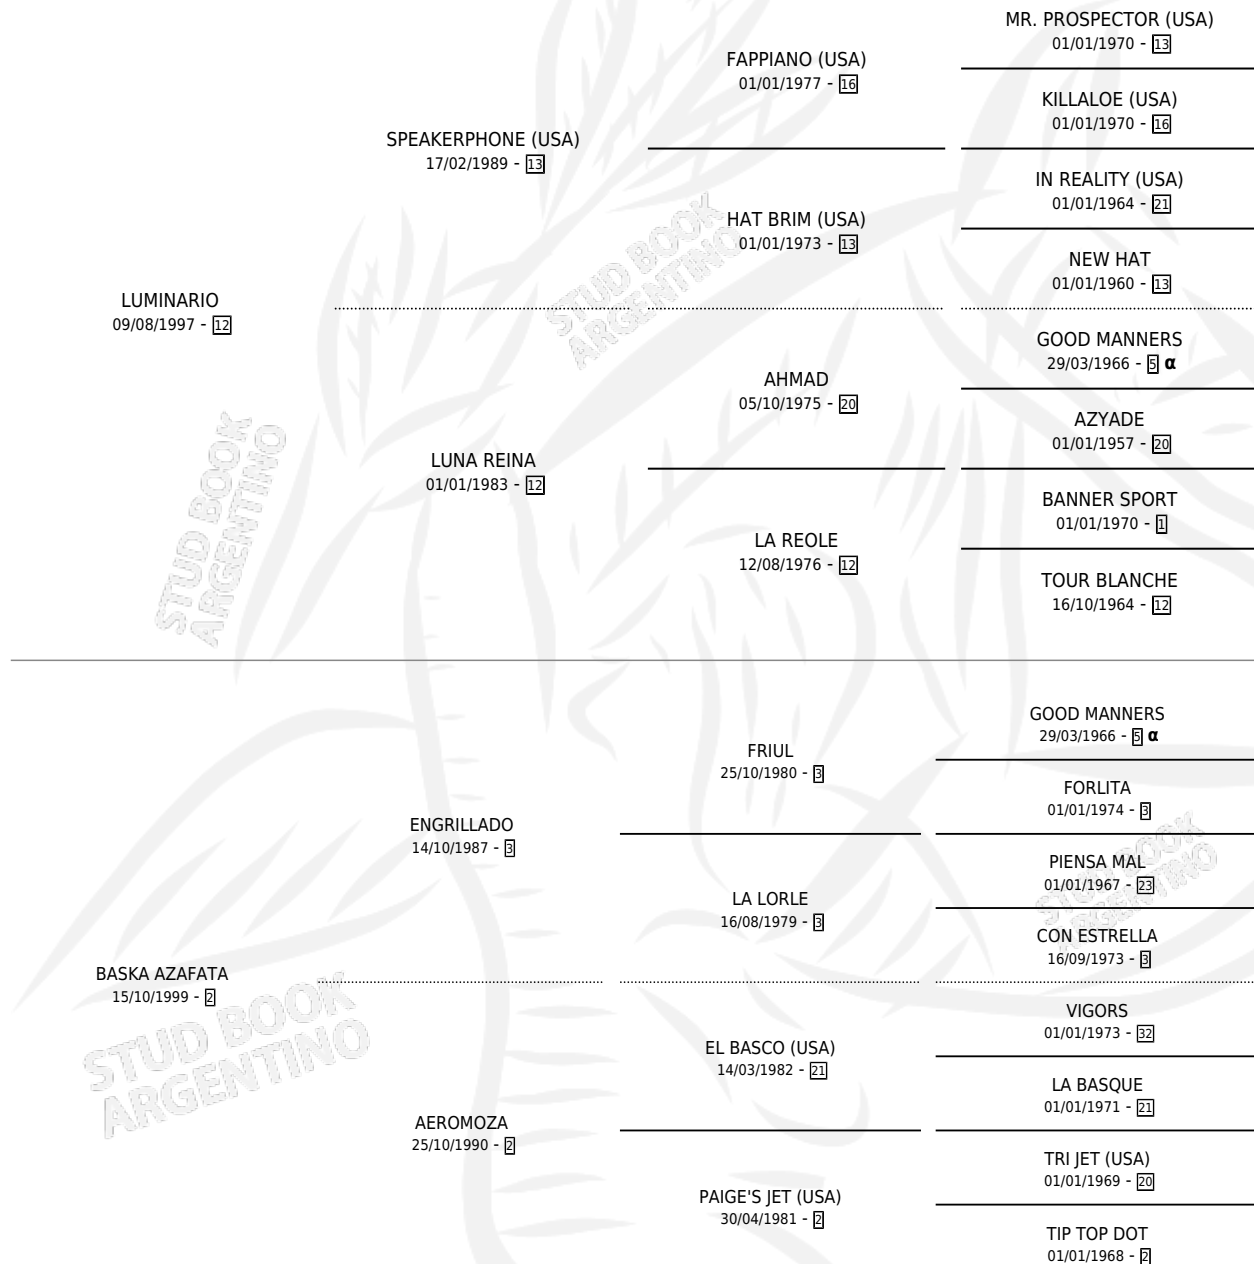 MR. PROSPECTOR (USA)
01/01/1970 - 13
FAPPIANO (USA)
01/01/1977 - 16
KILLALOE (USA)
01/01/1970 - 16
SPEAKERPHONE (USA)
17/02/1989 - 13
IN REALITY (USA)
01/01/1964 - 21
HAT BRIM (USA)
01/01/1973 - 13
NEW HAT
01/01/1960 - 13
LUMINARIO
09/08/1997 - 12
GOOD MANNERS
29/03/1966 - 5 α
AHMAD
05/10/1975 - 20
AZYADE
01/01/1957 - 20
LUNA REINA
01/01/1983 - 12
BANNER SPORT
01/01/1970 - 1
LA REOLE
12/08/1976 - 12
TOUR BLANCHE
16/10/1964 - 12
GOOD MANNERS
29/03/1966 - 5 α
FRIUL
25/10/1980 - 3
FORLITA
01/01/1974 - 3
ENGRILLADO
14/10/1987 - 3
PIENSA MAL
01/01/1967 - 23
LA LORLE
16/08/1979 - 3
CON ESTRELLA
16/09/1973 - 3
BASKA AZAFATA
15/10/1999 - 2
VIGORS
01/01/1973 - 32
EL BASCO (USA)
14/03/1982 - 21
LA BASQUE
01/01/1971 - 21
AEROMOZA
25/10/1990 - 2
TRI JET (USA)
01/01/1969 - 20
PAIGE'S JET (USA)
30/04/1981 - 2
TIP TOP DOT
01/01/1968 - 2
STUD BOOK
ARGENTINO
STUD BOOK
ARGENTINO
STUD BOOK
ARGENTINO
STUD BOOK
ARGENTINO